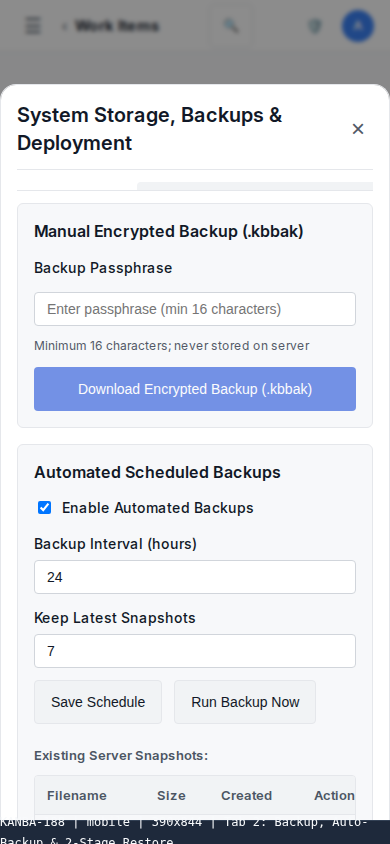 ☰ ‹ Work Items A
System Storage, Backups &
Deployment
✕
Manual Encrypted Backup (.kbbak)
Backup Passphrase
Enter passphrase (min 16 characters)
Minimum 16 characters; never stored on server
Download Encrypted Backup (.kbbak)
Automated Scheduled Backups
Enable Automated Backups
Backup Interval (hours)
24
Keep Latest Snapshots
7
Save Schedule Run Backup Now
Existing Server Snapshots:
Filename Size Created Action
KANBA-188 | mobile | 390x844 | Tab 2: Backup, Auto-
Backup & 2-Stage Restore